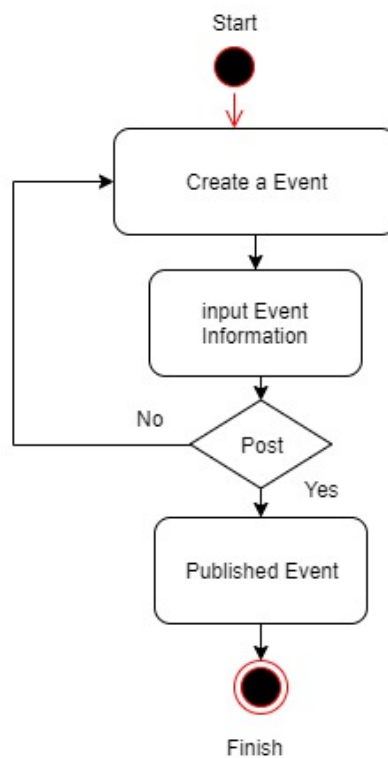 Start
Create a Event
input Event
Information
No
Post
Yes
Published Event
Finish